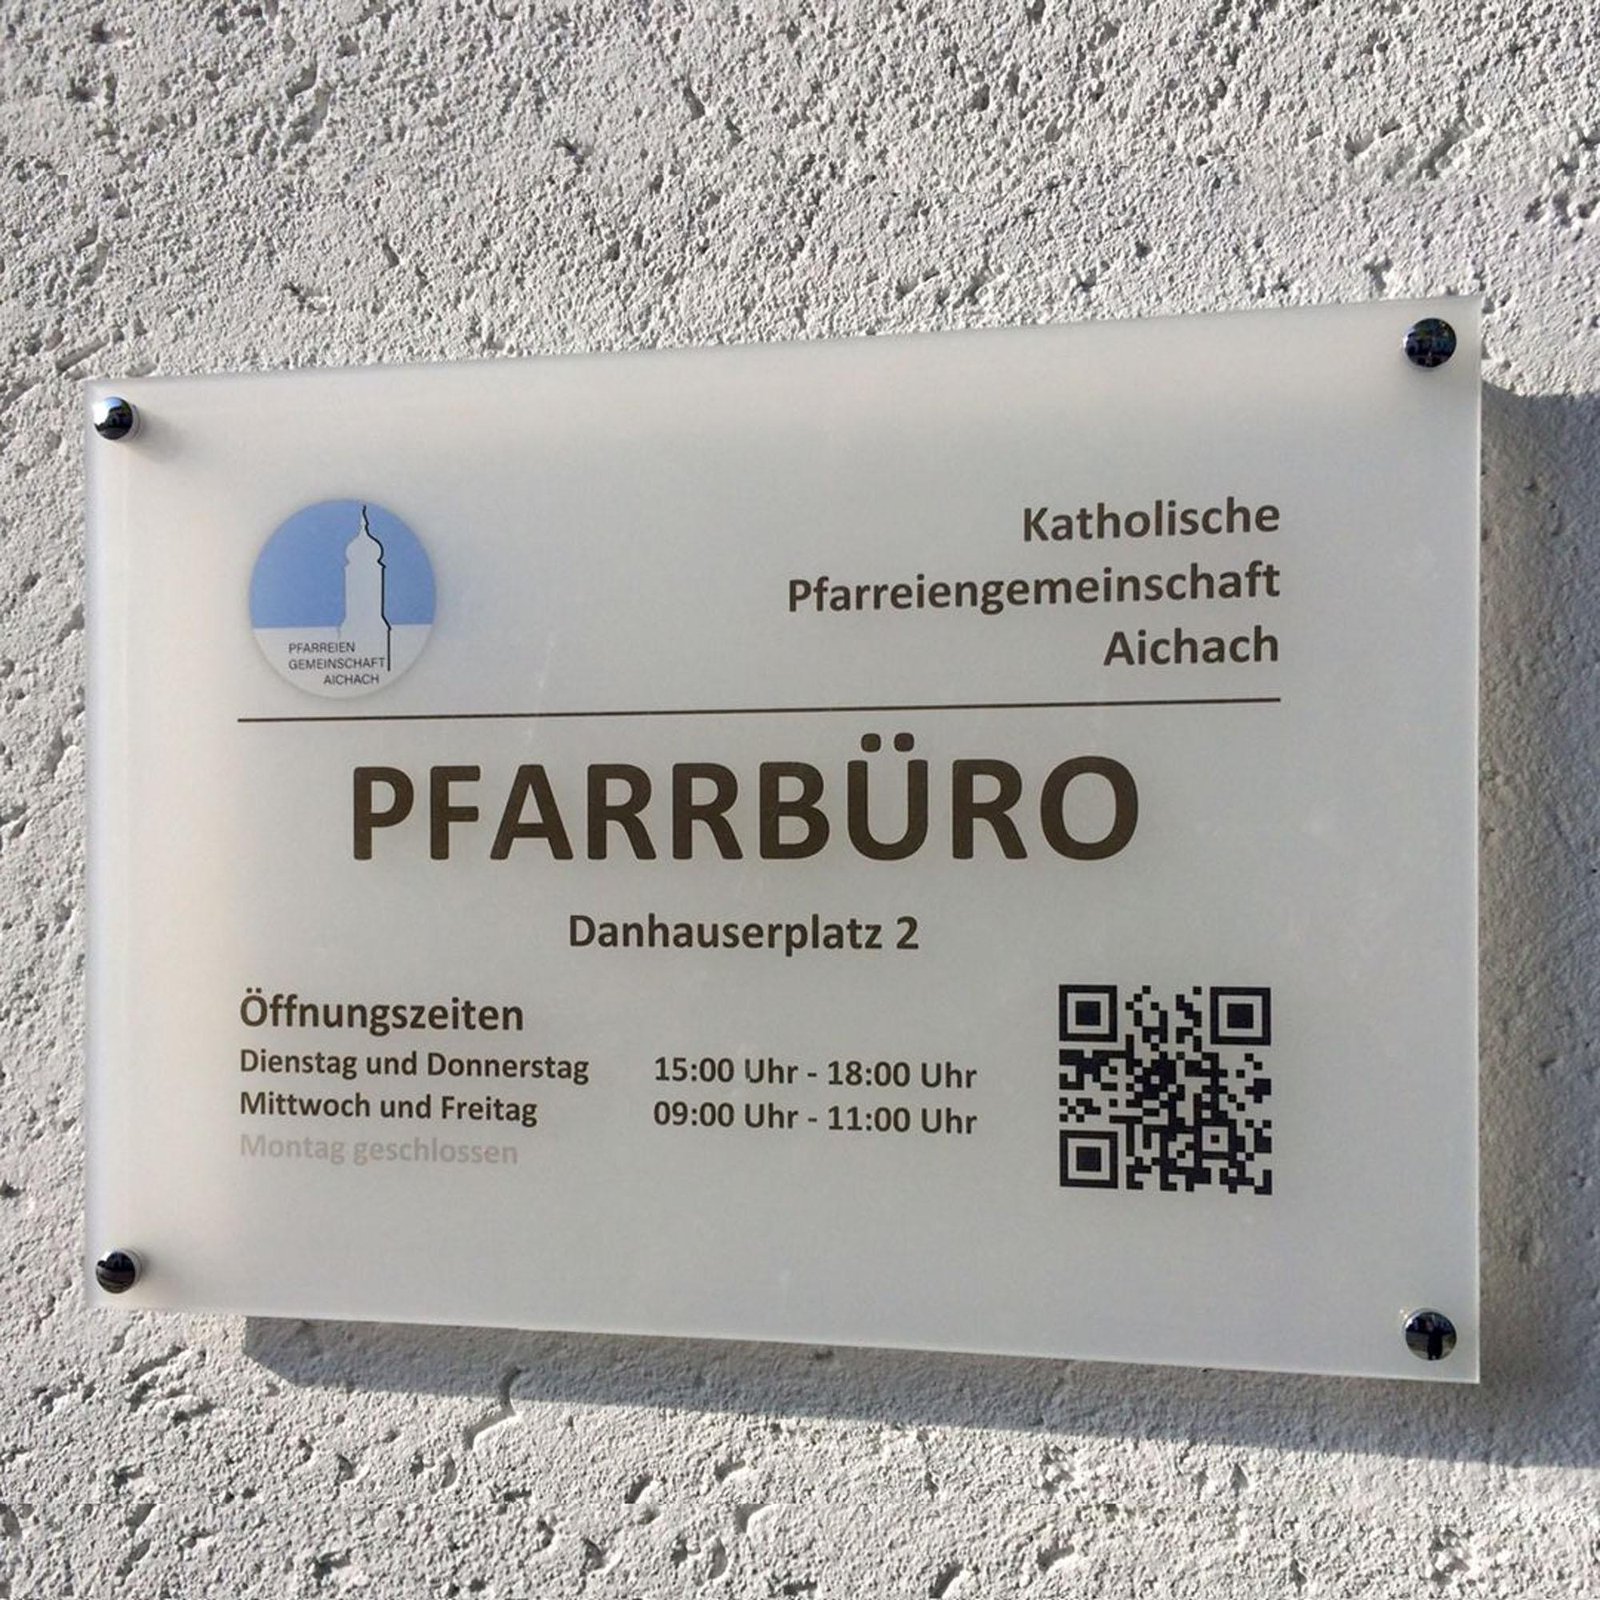 PFARREIEN
GEMEINSCHAFT
AICHACH
Katholische
Pfarreiengemeinschaft
Aichach
PFARRBÜRO
Danhauserplatz 2
Öffnungszeiten
Dienstag und Donnerstag 15:00 Uhr - 18:00 Uhr
Mittwoch und Freitag 09:00 Uhr - 11:00 Uhr
Montag geschlossen